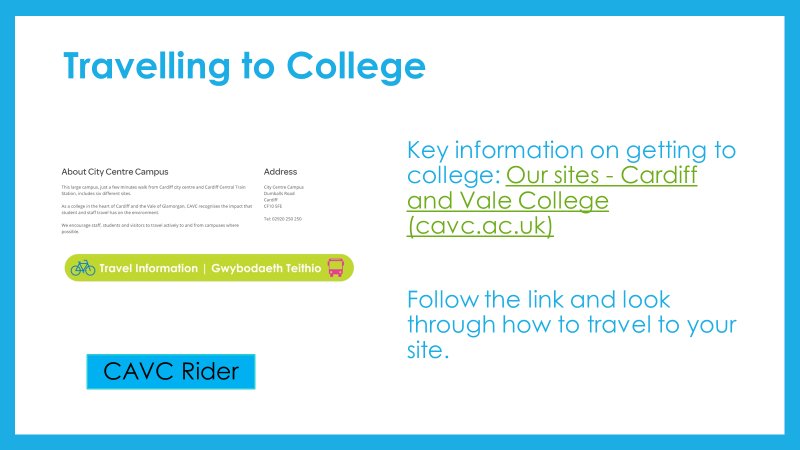 Travelling to College
About City Centre Campus
This large campus, just a few minutes walk from Cardiff city centre and Cardiff Central Train
Station, includes six different sites.
As a college in the heart of Cardiff and the Vale of Glamorgan, CAVC recognises the impact that
student and staff travel has on the environment.
We encourage staff, students and visitors to travel actively to and from campuses where
possible.
Address
City Centre Campus
Dumballs Road
Cardiff
CF10 5FE
Tel: 02920 250 250
Travel Information | Gwybodaeth Teithio
CAVC Rider
Key information on getting to
college: Our sites - Cardiff
and Vale College
(cavc.ac.uk)
Follow the link and look
through how to travel to your
site.